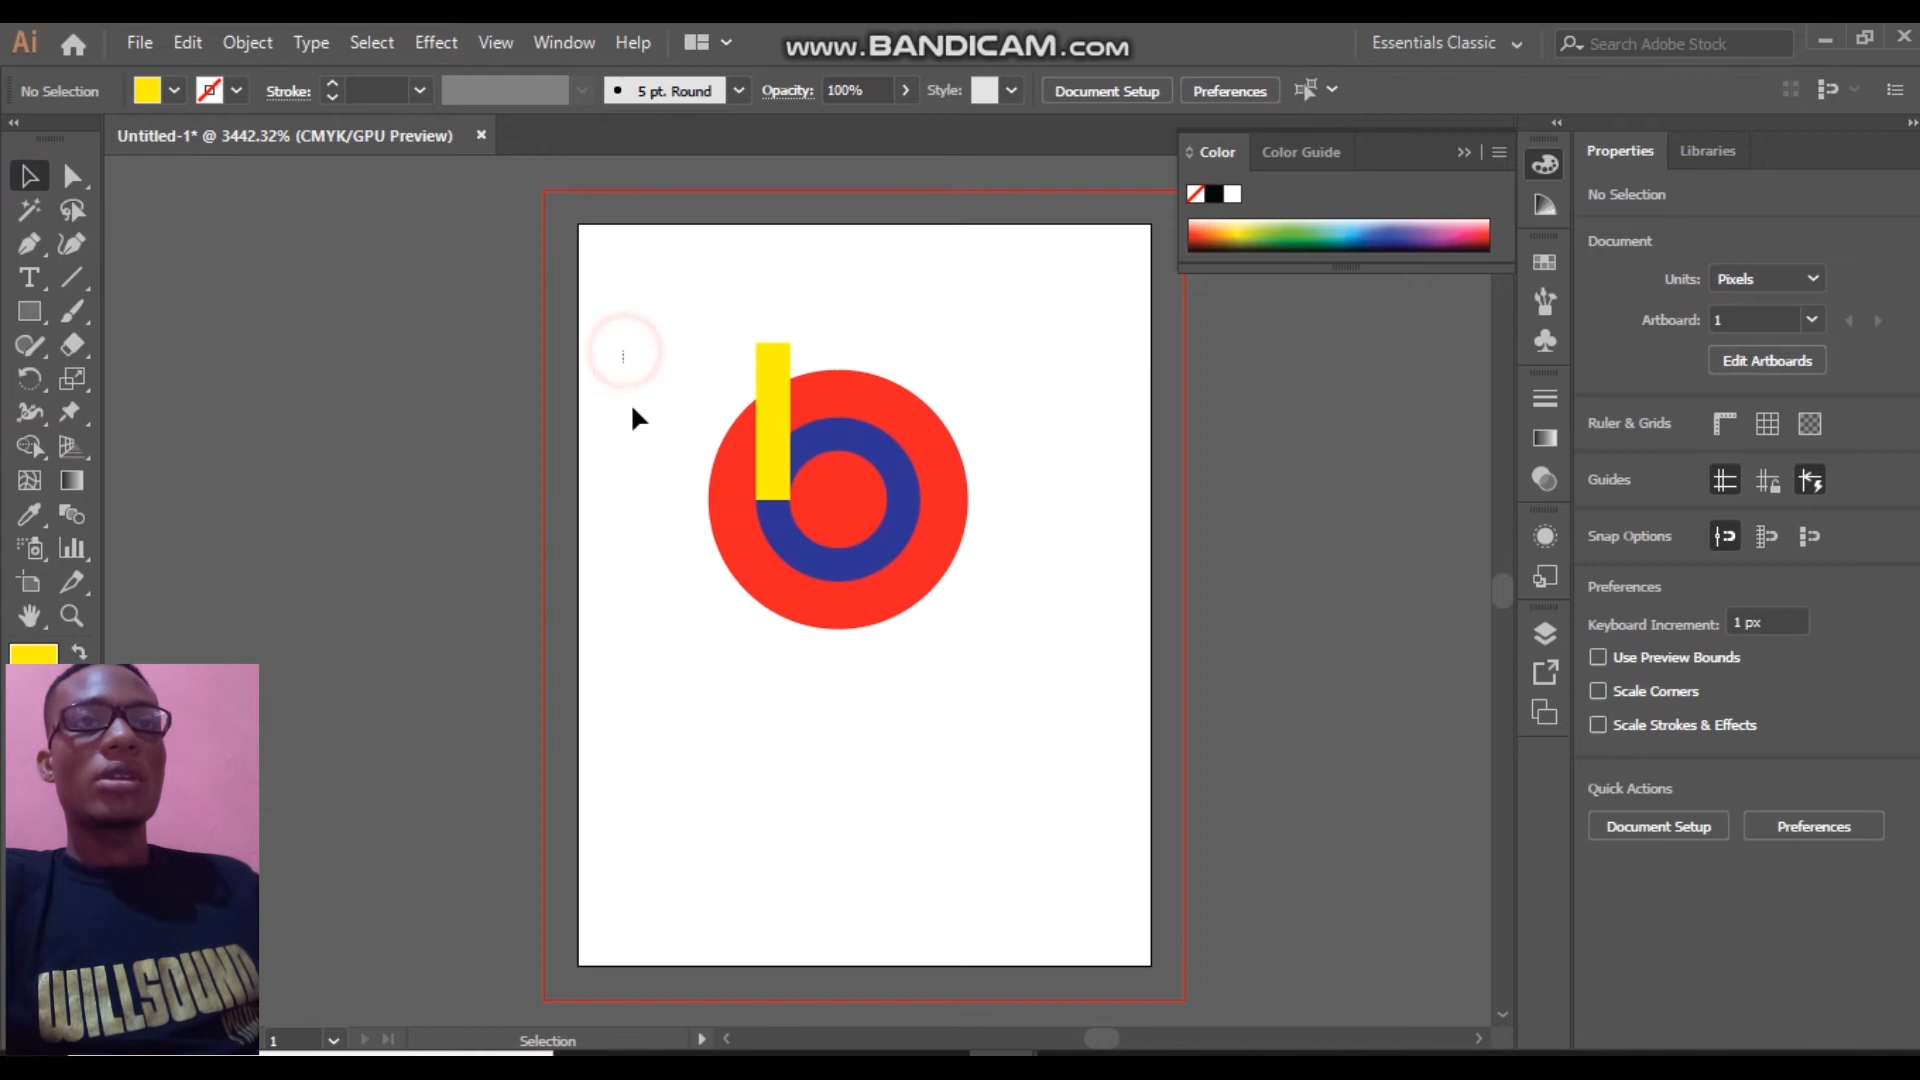 Ai File Edit Object Type Select Effect View Window Help www.BANDICAM.com Essentials Classic Search Adobe Stock
No Selection Stroke: 5 pt. Round Opacity: 100% Style: Document Setup Preferences
Untitled-1* @ 3442.32% (CMYK/GPU Preview)
Color Color Guide
Properties Libraries
No Selection
Document
Units: Pixels
Artboard: 1
Edit Artboards
Ruler & Grids
Guides
Snap Options
Preferences
Keyboard Increment: 1 px
Use Preview Bounds
Scale Corners
Scale Strokes & Effects
Quick Actions
Document Setup Preferences
WILLSOUND
1 Selection